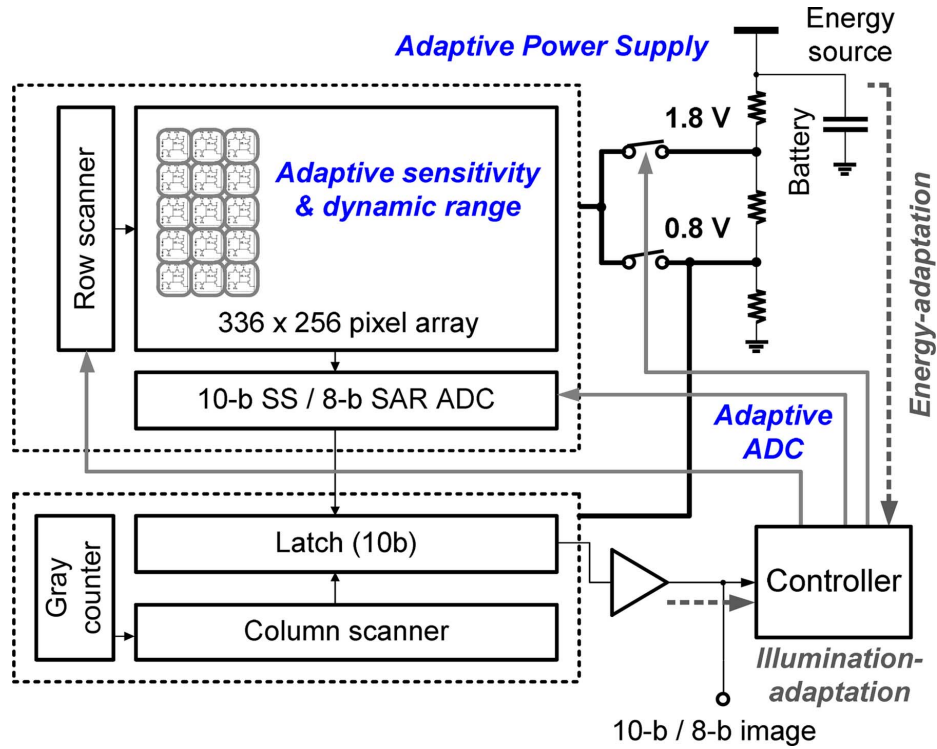 Adaptive Power Supply
Energy
source
1.8 V
Battery
Row scanner
Adaptive sensitivity
& dynamic range
0.8 V
Energy-adaptation
336 x 256 pixel array
10-b SS / 8-b SAR ADC
Adaptive
ADC
Gray
counter
Latch (10b)
Column scanner
Controller
Illumination-
adaptation
10-b / 8-b image